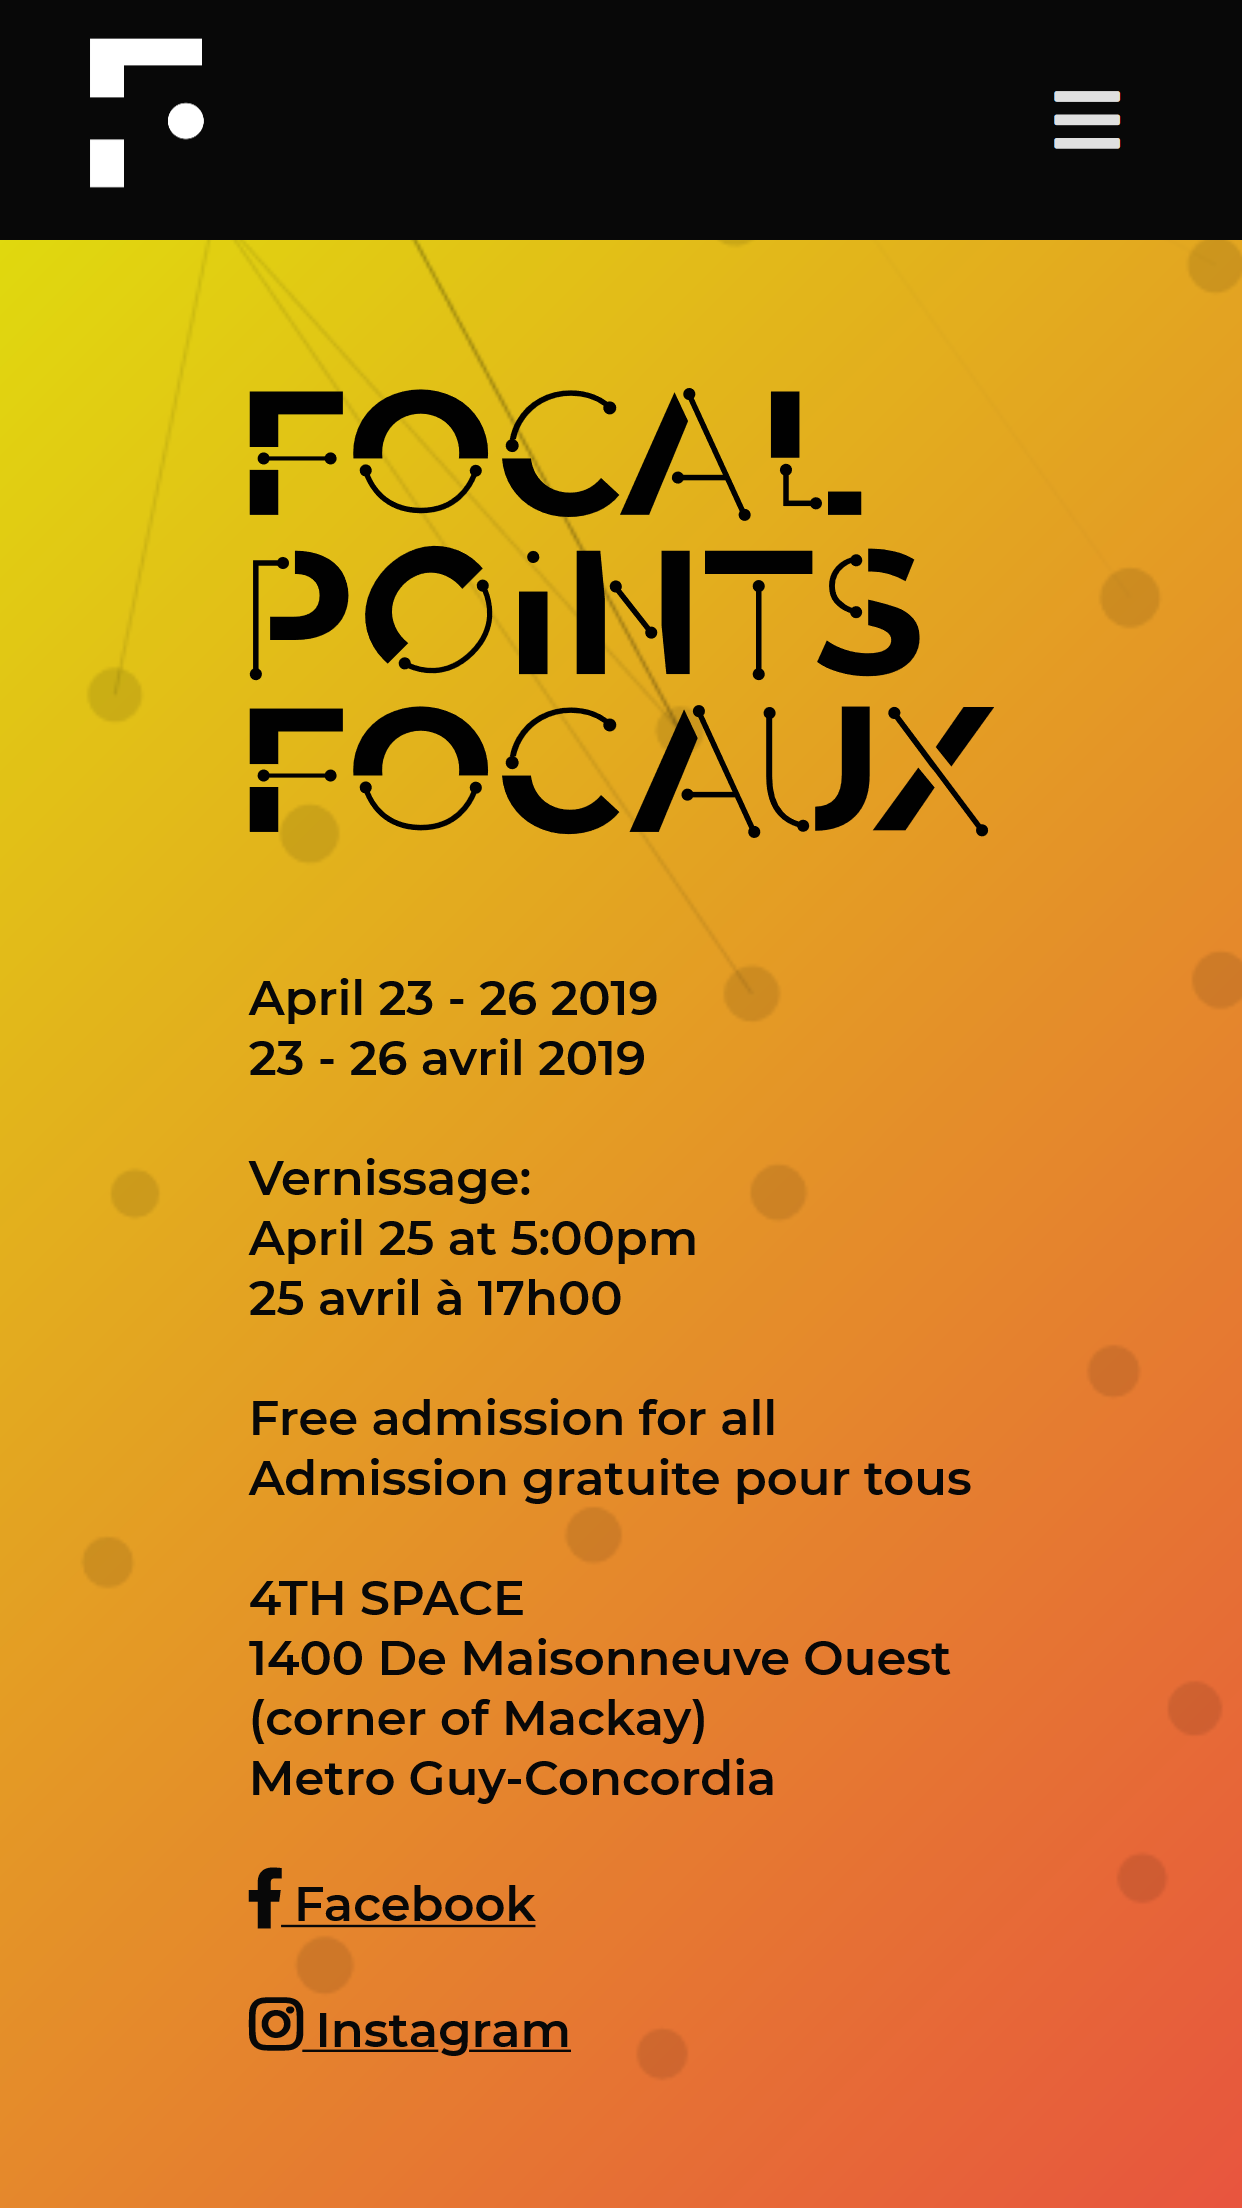 F
FOCAL
POiNTS
FOCAUX
April 23 - 26 2019
23 - 26 avril 2019
Vernissage:
April 25 at 5:00pm
25 avril à 17h00
Free admission for all
Admission gratuite pour tous
4TH SPACE
1400 De Maisonneuve Ouest
(corner of Mackay)
Metro Guy-Concordia
Facebook
Instagram